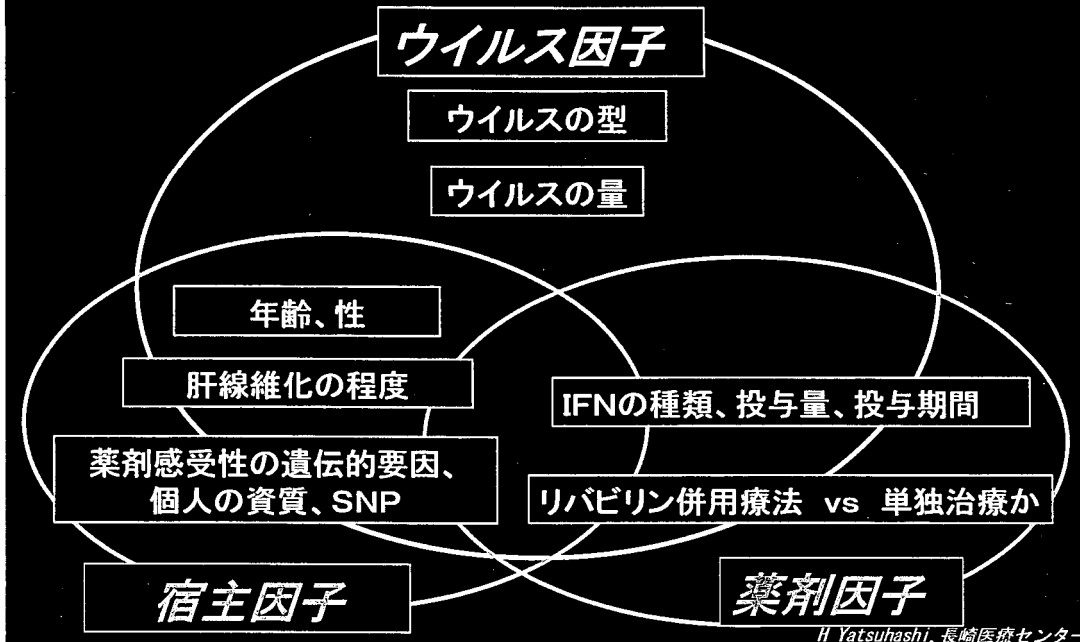 ウイルス因子
ウイルスの型
ウイルスの量
年齢、性
肝線維化の程度
薬剤感受性の遺伝的要因、
個人の資質、SNP
IFNの種類、投与量、投与期間
リバビリン併用療法 vs 単独治療か
宿主因子
薬剤因子
H Yatsuhashi, 長崎医療センター